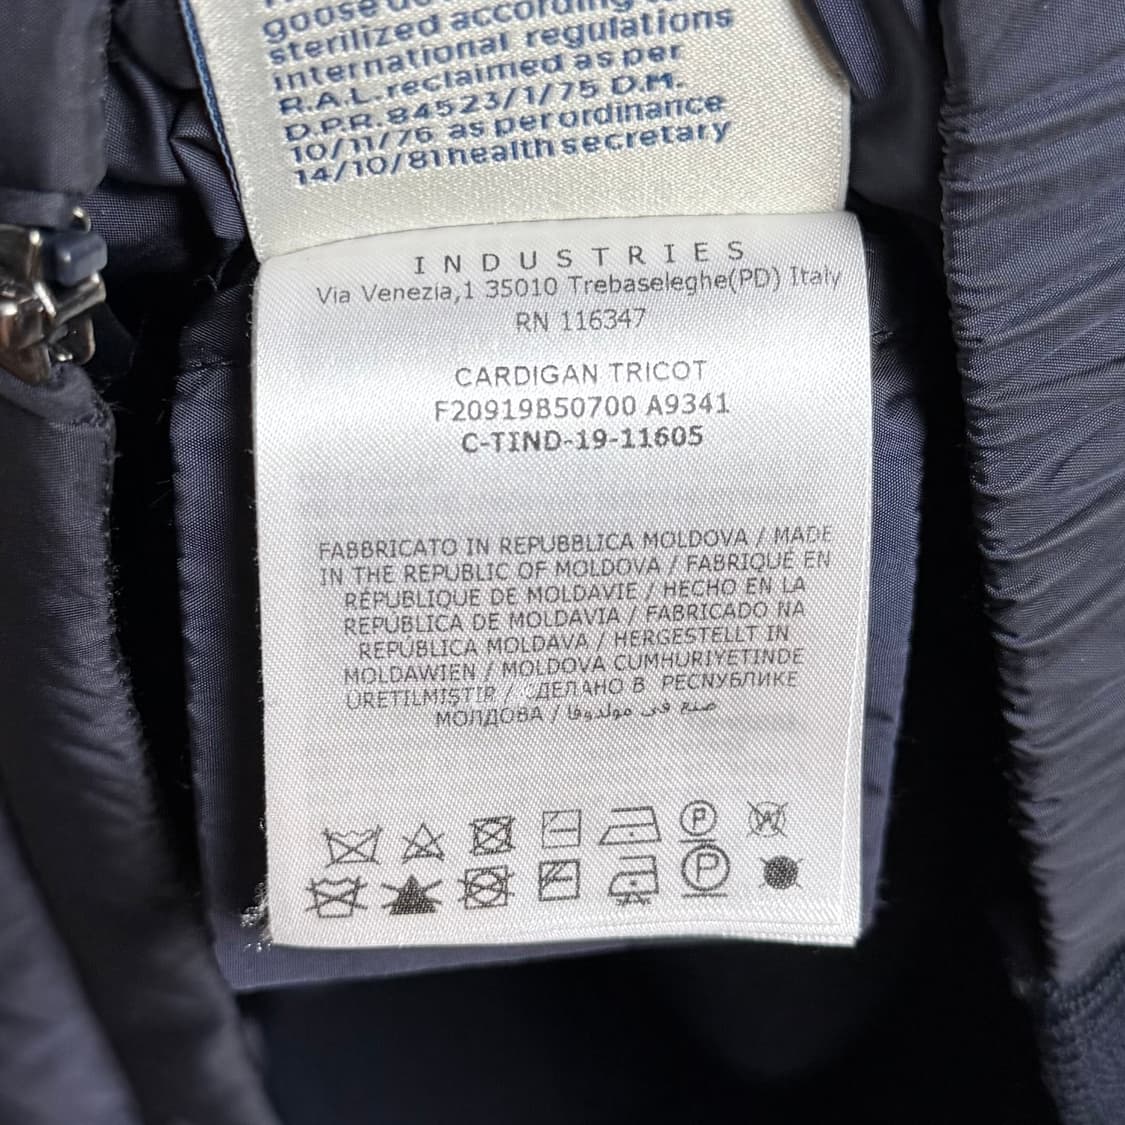 goose
sterilized according
international regulations
R.A.L. reclaimed as per
D.P.R. 84523/1/75 D.M.
10/11/76 as per ordinance
14/10/81 health secretary
INDUSTRIES
Via Venezia,1 35010 Trebaseleghe(PD) Italy
RN 116347
CARDIGAN TRICOT
F20919B50700 A9341
C-TIND-19-11605
FABBRICATO IN REPUBBLICA MOLDOVA / MADE
IN THE REPUBLIC OF MOLDOVA / FABRIQUÉ EN
RÉPUBLIQUE DE MOLDAVIE / HECHO EN LA
REPÚBLICA DE MOLDAVIA / FABRICADO NA
REPÚBLICA MOLDAVA / HERGESTELLT IN
MOLDAWIEN / MOLDOVA CUMHURIYETINDE
ÜRETILMIŞTIR / СДЕЛАНО В РЕСПУБЛИКЕ
МОЛДОВА / صنع في مولدوفا
P W
P